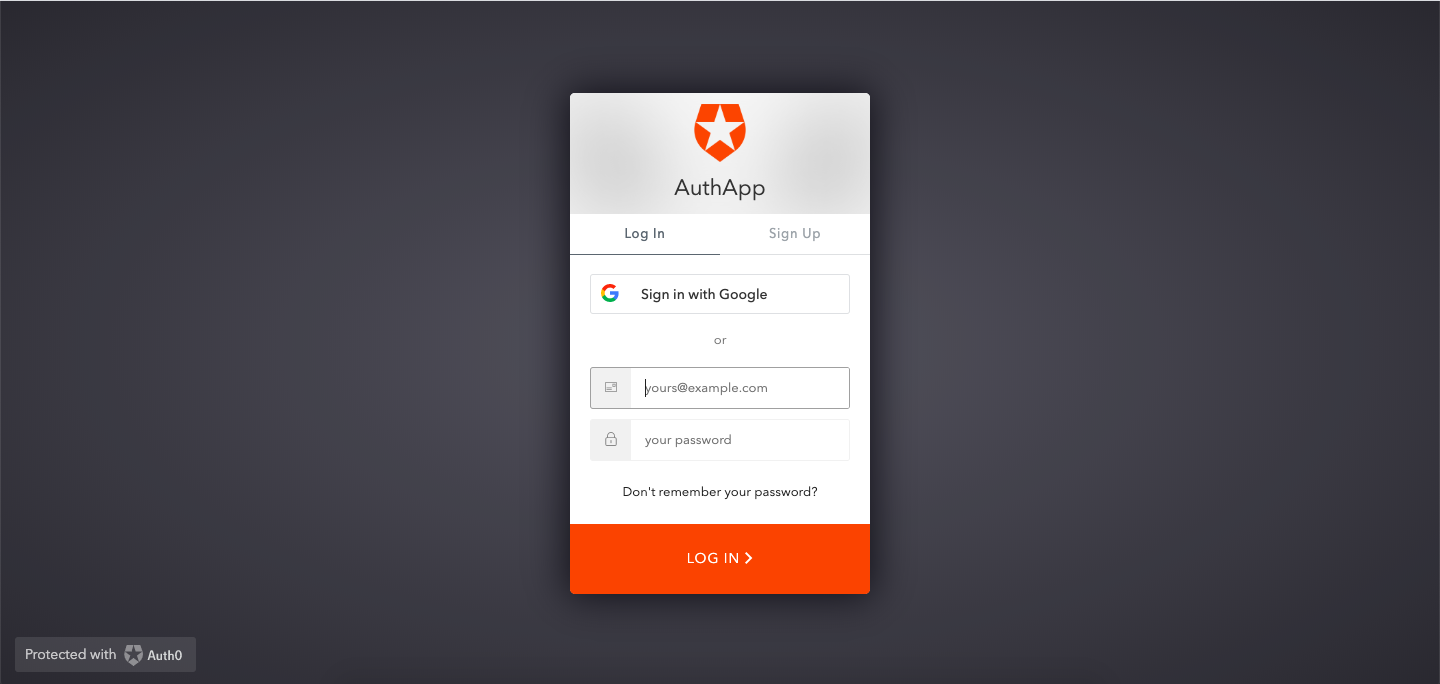 AuthApp
Log In
Sign Up
Sign in with Google
or
yours@example.com
your password
Don't remember your password?
LOG IN
Protected with Auth0